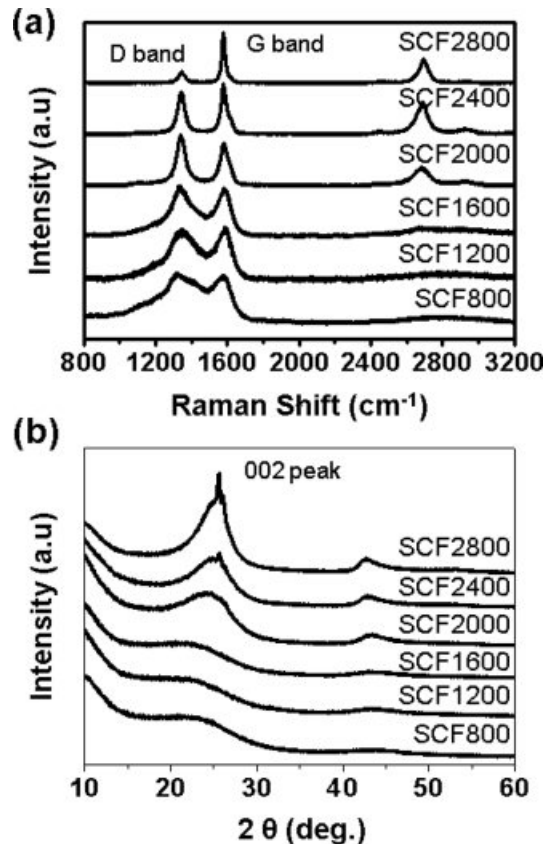 (a)
D band
G band
SCF2800
SCF2400
SCF2000
SCF1600
SCF1200
SCF800
Intensity (a.u)
800 1200 1600 2000 2400 2800 3200
Raman Shift (cm⁻¹)
(b)
002 peak
SCF2800
SCF2400
SCF2000
SCF1600
SCF1200
SCF800
Intensity (a.u)
10 20 30 40 50 60
2 θ (deg.)